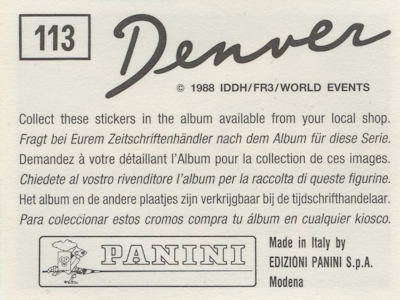 113
Denver
© 1988 IDDH/FR3/WORLD EVENTS
Collect these stickers in the album available from your local shop.
Fragt bei Eurem Zeitschriftenhändler nach dem Album für diese Serie.
Demandez à votre détaillant l'Album pour la collection de ces images.
Chiedete al vostro rivenditore l'album per la raccolta di queste figurine.
Het album en de andere plaatjes zijn verkrijgbaar bij de tijdschrifthandelaar.
Para coleccionar estos cromos compra tu álbum en cualquier kiosco.
PANINI
Made in Italy by
EDIZIONI PANINI S.p.A.
Modena